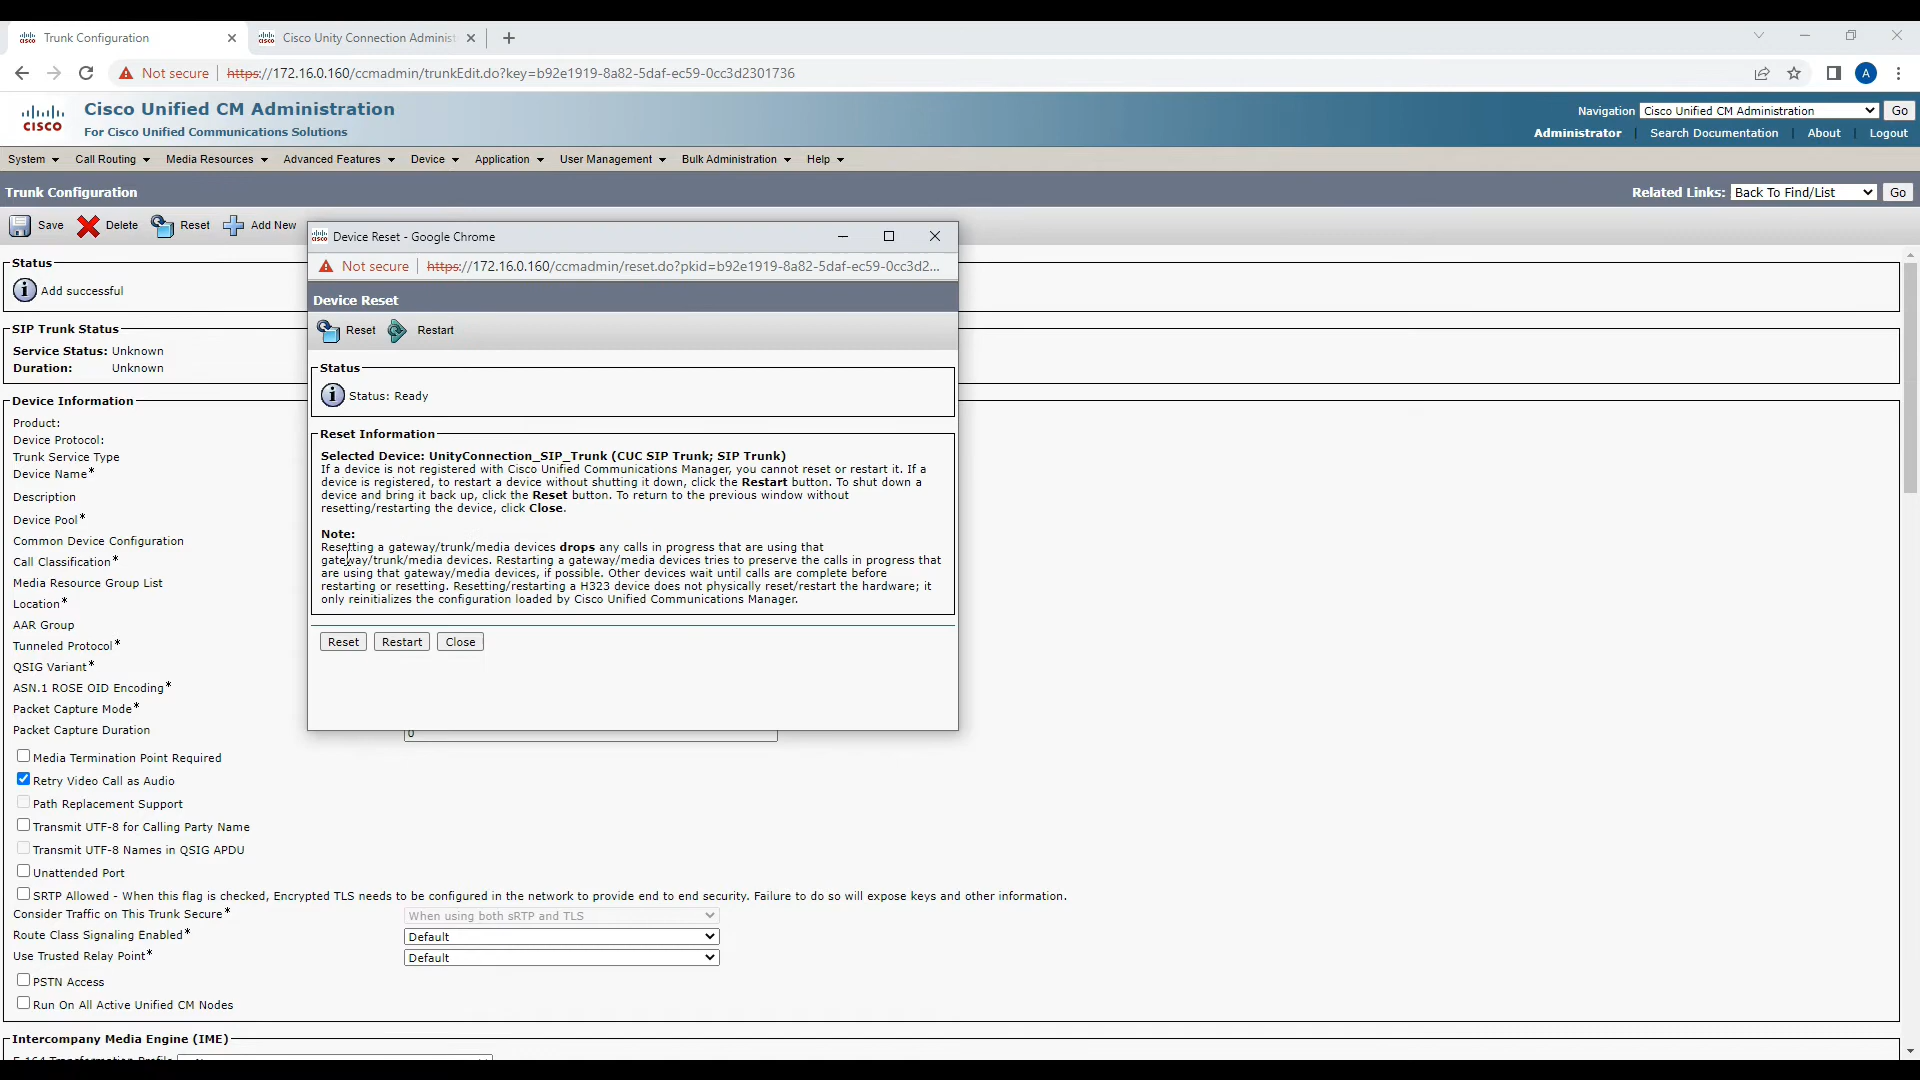 Trunk Configuration
Cisco Unity Connection Administ
Not secure
https://172.16.0.160/ccmadmin/trunkEdit.do?key=b92e1919-8a82-5daf-ec59-0cc3d2301736
A
CISCO
Cisco Unified CM Administration
For Cisco Unified Communications Solutions
Navigation
Cisco Unified CM Administration
Go
Administrator
Search Documentation
About
Logout
System
Call Routing
Media Resources
Advanced Features
Device
Application
User Management
Bulk Administration
Help
Trunk Configuration
Related Links:
Back To Find/List
Go
Save
Delete
Reset
Add New
Status
Add successful
SIP Trunk Status
Service Status: Unknown
Duration: Unknown
Device Information
Product:
Device Protocol:
Trunk Service Type
Device Name*
Description
Device Pool*
Common Device Configuration
Call Classification*
Media Resource Group List
Location*
AAR Group
Tunneled Protocol*
QSIG Variant*
ASN.1 ROSE OID Encoding*
Packet Capture Mode*
Packet Capture Duration
0
Device Reset - Google Chrome
Not secure
https://172.16.0.160/ccmadmin/reset.do?pkid=b92e1919-8a82-5daf-ec59-0cc3d2...
Device Reset
Reset
Restart
Status
Status: Ready
Reset Information
Selected Device: UnityConnection_SIP_Trunk (CUC SIP Trunk; SIP Trunk)
If a device is not registered with Cisco Unified Communications Manager, you cannot reset or restart it. If a
device is registered, to restart a device without shutting it down, click the Restart button. To shut down a
device and bring it back up, click the Reset button. To return to the previous window without
resetting/restarting the device, click Close.
Note:
Resetting a gateway/trunk/media devices drops any calls in progress that are using that
gateway/trunk/media devices. Restarting a gateway/media devices tries to preserve the calls in progress that
are using that gateway/media devices, if possible. Other devices wait until calls are complete before
restarting or resetting. Resetting/restarting a H323 device does not physically reset/restart the hardware; it
only reinitializes the configuration loaded by Cisco Unified Communications Manager.
Reset
Restart
Close
Media Termination Point Required
Retry Video Call as Audio
Path Replacement Support
Transmit UTF-8 for Calling Party Name
Transmit UTF-8 Names in QSIG APDU
Unattended Port
SRTP Allowed - When this flag is checked, Encrypted TLS needs to be configured in the network to provide end to end security. Failure to do so will expose keys and other information.
Consider Traffic on This Trunk Secure*
When using both sRTP and TLS
Route Class Signaling Enabled*
Default
Use Trusted Relay Point*
Default
PSTN Access
Run On All Active Unified CM Nodes
Intercompany Media Engine (IME)